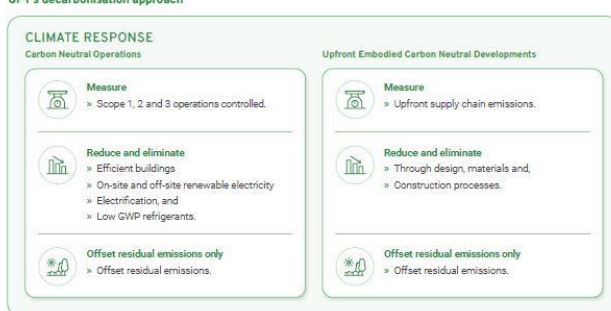 GPT's decarbonisation approach
CLIMATE RESPONSE
Carbon Neutral Operations
Measure
» Scope 1, 2 and 3 operations controlled.
Reduce and eliminate
» Efficient buildings
» On-site and off-site renewable electricity
» Electrification, and
» Low GWP refrigerants.
Offset residual emissions only
» Offset residual emissions.
Upfront Embodied Carbon Neutral Developments
Measure
» Upfront supply chain emissions.
Reduce and eliminate
» Through design, materials and,
» Construction processes.
Offset residual emissions only
» Offset residual emissions.